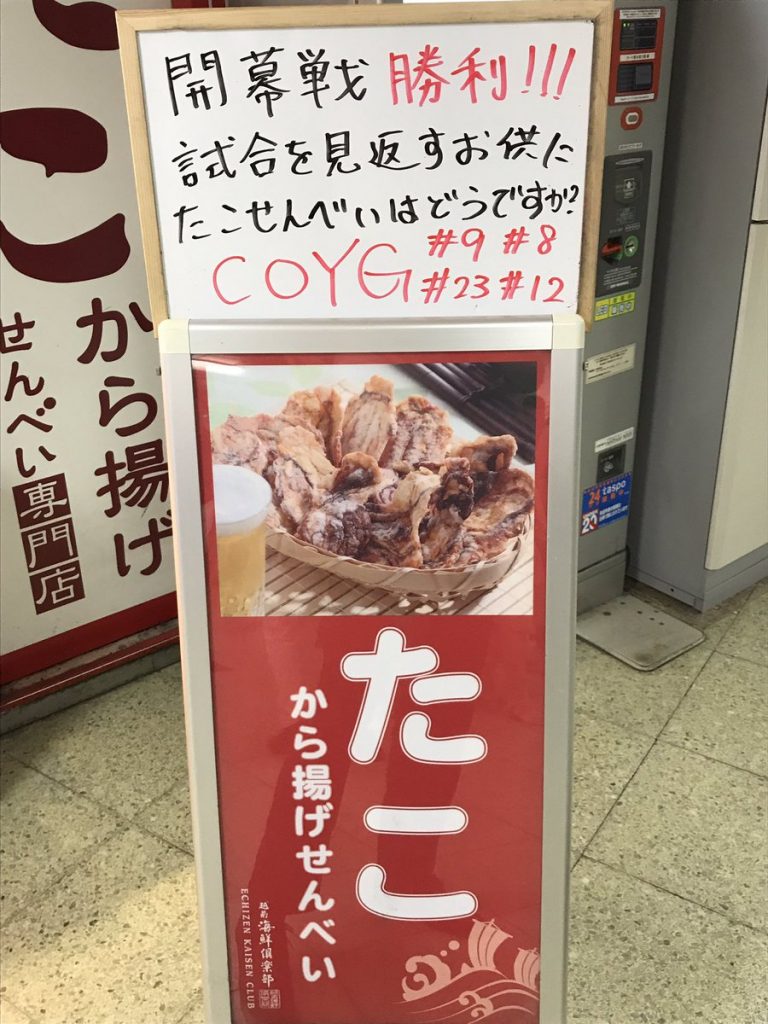 開幕戦 勝利!!!
試合を見返すお供に
たこせんべいはどうですか?
COYG #9 #8
#23 #12
たこ
から揚げせんべい
越前海鮮倶楽部
ECHIZEN KAISEN CLUB
こ
から揚げ
せんべい専門店
24 taspo
20